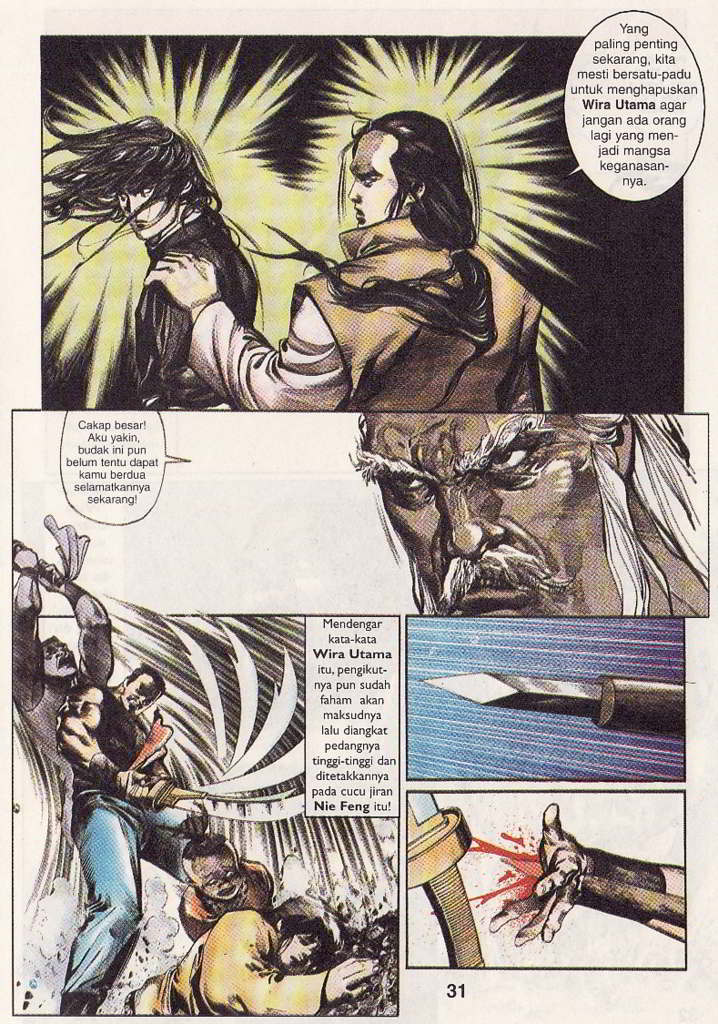 Yang
paling penting
sekarang, kita
mesti bersatu-padu
untuk menghapuskan
Wira Utama agar
jangan ada orang
lagi yang men-
jadi mangsa
keganasan-
nya.
Cakap besar!
Aku yakin,
budak ini pun
belum tentu dapat
kamu berdua
selamatkannya
sekarang!
Mendengar
kata-kata
Wira Utama
itu, pengikut-
nya pun sudah
faham akan
maksudnya
lalu diangkat
pedangnya
tinggi-tinggi dan
ditetakkannya
pada cucu jiran
Nie Feng itu!
31